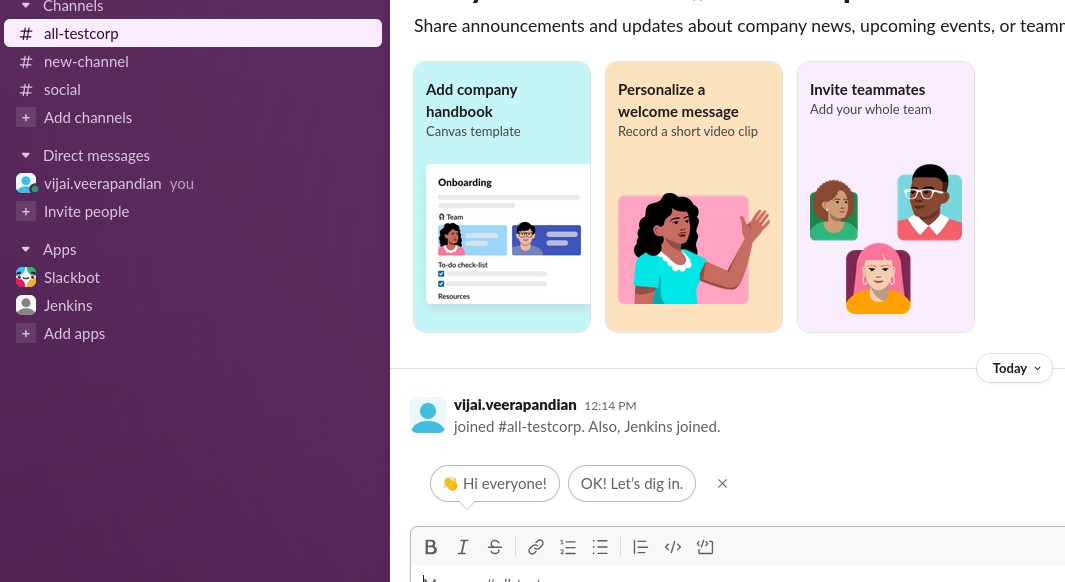 Channels
# all-testcorp
# new-channel
# social
+ Add channels
Direct messages
vijai.veerapandian you
+ Invite people
Apps
Slackbot
Jenkins
+ Add apps
Share announcements and updates about company news, upcoming events, or
Add company
handbook
Canvas template
Onboarding
Team
To-do check-list
Resources
Personalize a
welcome message
Record a short video clip
Invite teammates
Add your whole team
Today
vijai.veerapandian 12:14 PM
joined #all-testcorp. Also, Jenkins joined.
👋 Hi everyone!
OK! Let's dig in.
B I S